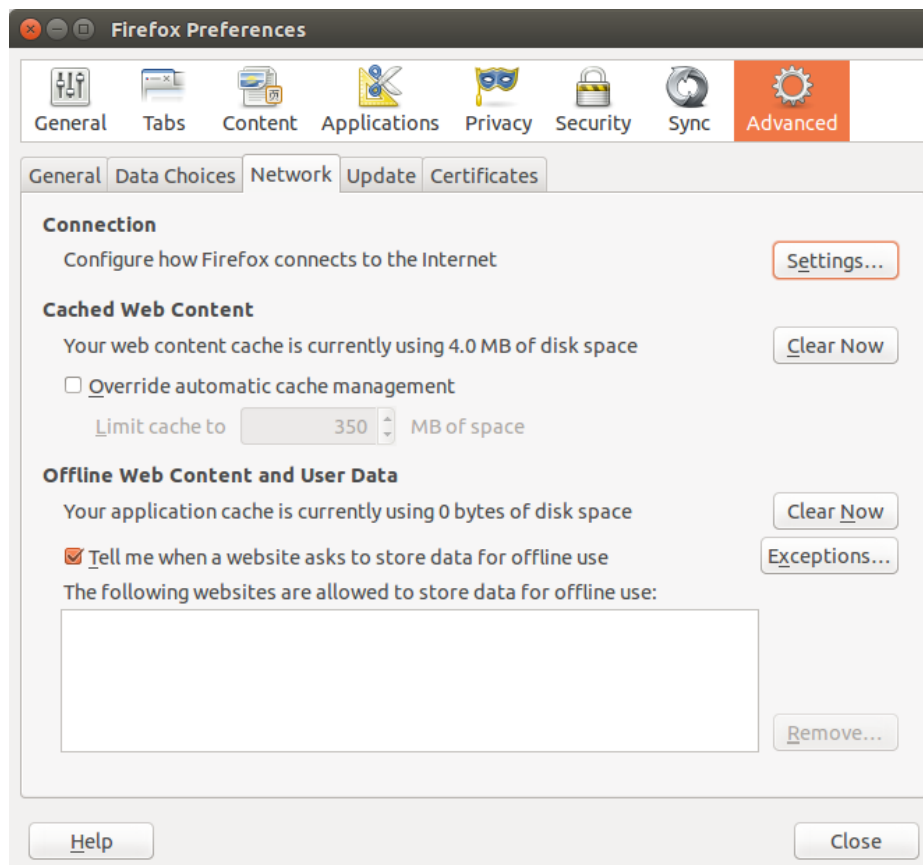 Firefox Preferences
General Tabs Content Applications Privacy Security Sync Advanced
General Data Choices Network Update Certificates
Connection
Configure how Firefox connects to the Internet Settings...
Cached Web Content
Your web content cache is currently using 4.0 MB of disk space Clear Now
Override automatic cache management
Limit cache to 350 MB of space
Offline Web Content and User Data
Your application cache is currently using 0 bytes of disk space Clear Now
Tell me when a website asks to store data for offline use Exceptions...
The following websites are allowed to store data for offline use:
Remove...
Help Close